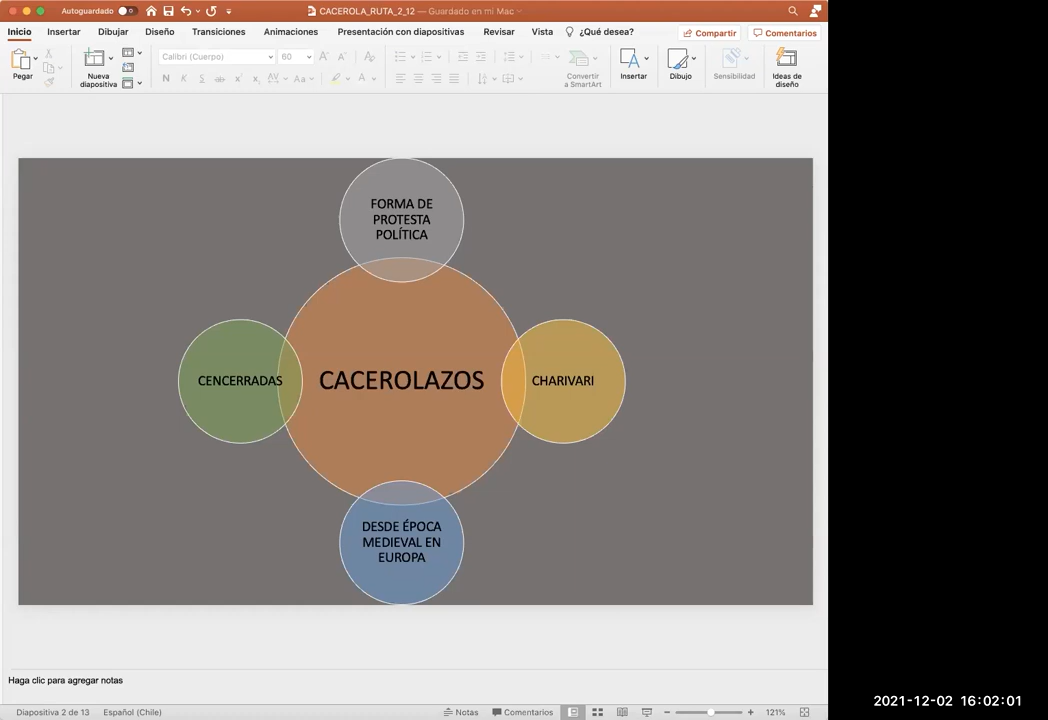 Autoguardado
CACEROLA_RUTA_2_12 — Guardado en mi Mac
Inicio Insertar Dibujar Diseño Transiciones Animaciones Presentación con diapositivas Revisar Vista ¿Qué desea? Compartir Comentarios
Pegar
Nueva diapositiva
Calibri (Cuerpo) 60
N K S ab x x AV Aa A
Convertir a SmartArt
Insertar
Dibujo
Sensibilidad
Ideas de diseño
FORMA DE
PROTESTA
POLÍTICA
CENCERRADAS
CACEROLAZOS
CHARIVARI
DESDE ÉPOCA
MEDIEVAL EN
EUROPA
Haga clic para agregar notas
Diapositiva 2 de 13 Español (Chile) Notas Comentarios 121%
2021-12-02 16:02:01